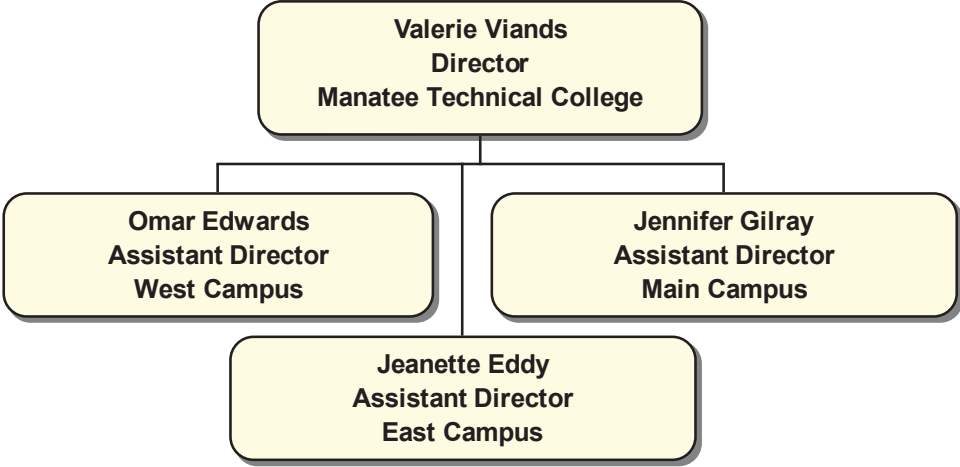 Valerie Viands
Director
Manatee Technical College
Omar Edwards
Assistant Director
West Campus
Jennifer Gilray
Assistant Director
Main Campus
Jeanette Eddy
Assistant Director
East Campus